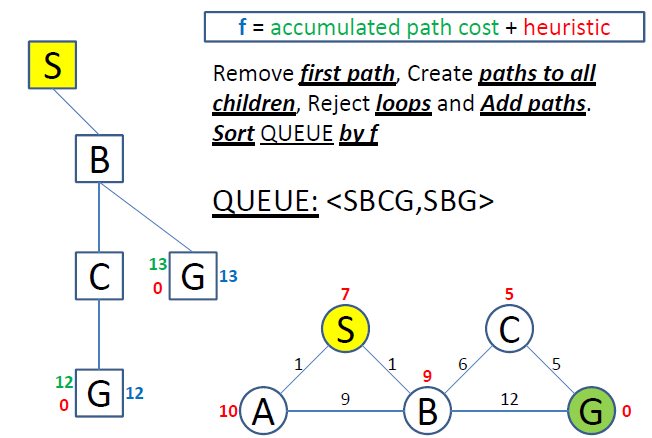 f = accumulated path cost + heuristic
Remove first path, Create paths to all
children, Reject loops and Add paths.
Sort QUEUE by f
QUEUE: <SBCG,SBG>
S
B
C
13
0
G
13
12
0
G
12
7
S
5
C
1
1
9
6
5
10
A
9
B
12
G
0